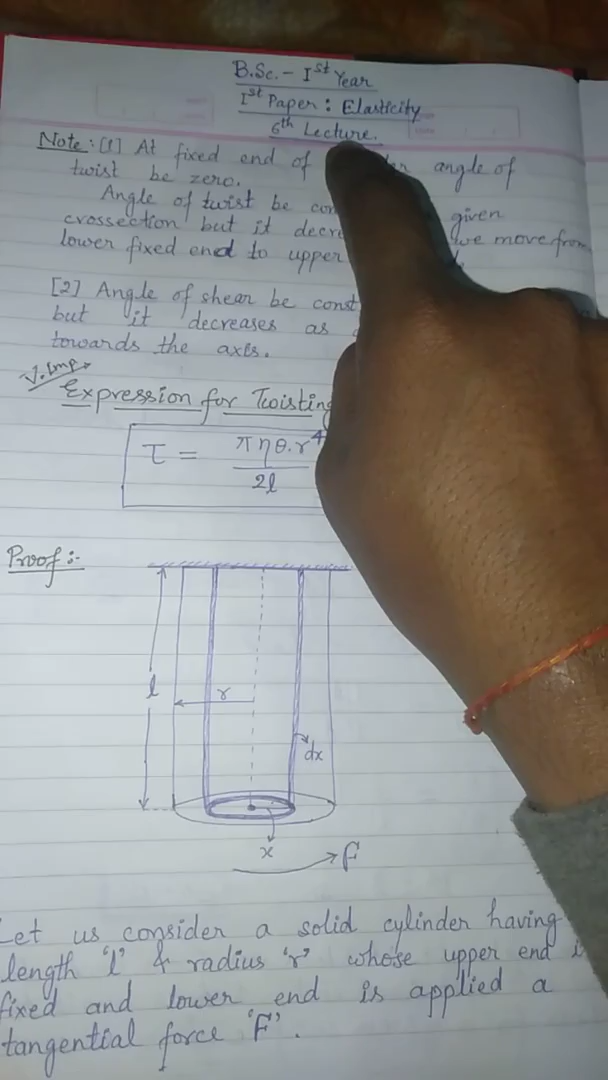 B.Sc. - Ist Year
Ist Paper : Elasticity
6th Lecture.
Note : [1] At fixed end of angle of
twist be zero.
Angle of twist be given
crossection but it we move from
lower fixed end to upper
[2] Angle of shear be
but it decreases as
towards the axis.
V. Imp.
Expression for Twisting
τ = πηθ.r⁴ / 2l
Proof :-
l
r
dx
x
F
Let us consider a solid cylinder having
length 'l' & radius 'r' whose upper end
fixed and lower end is applied a
tangential force 'F'.